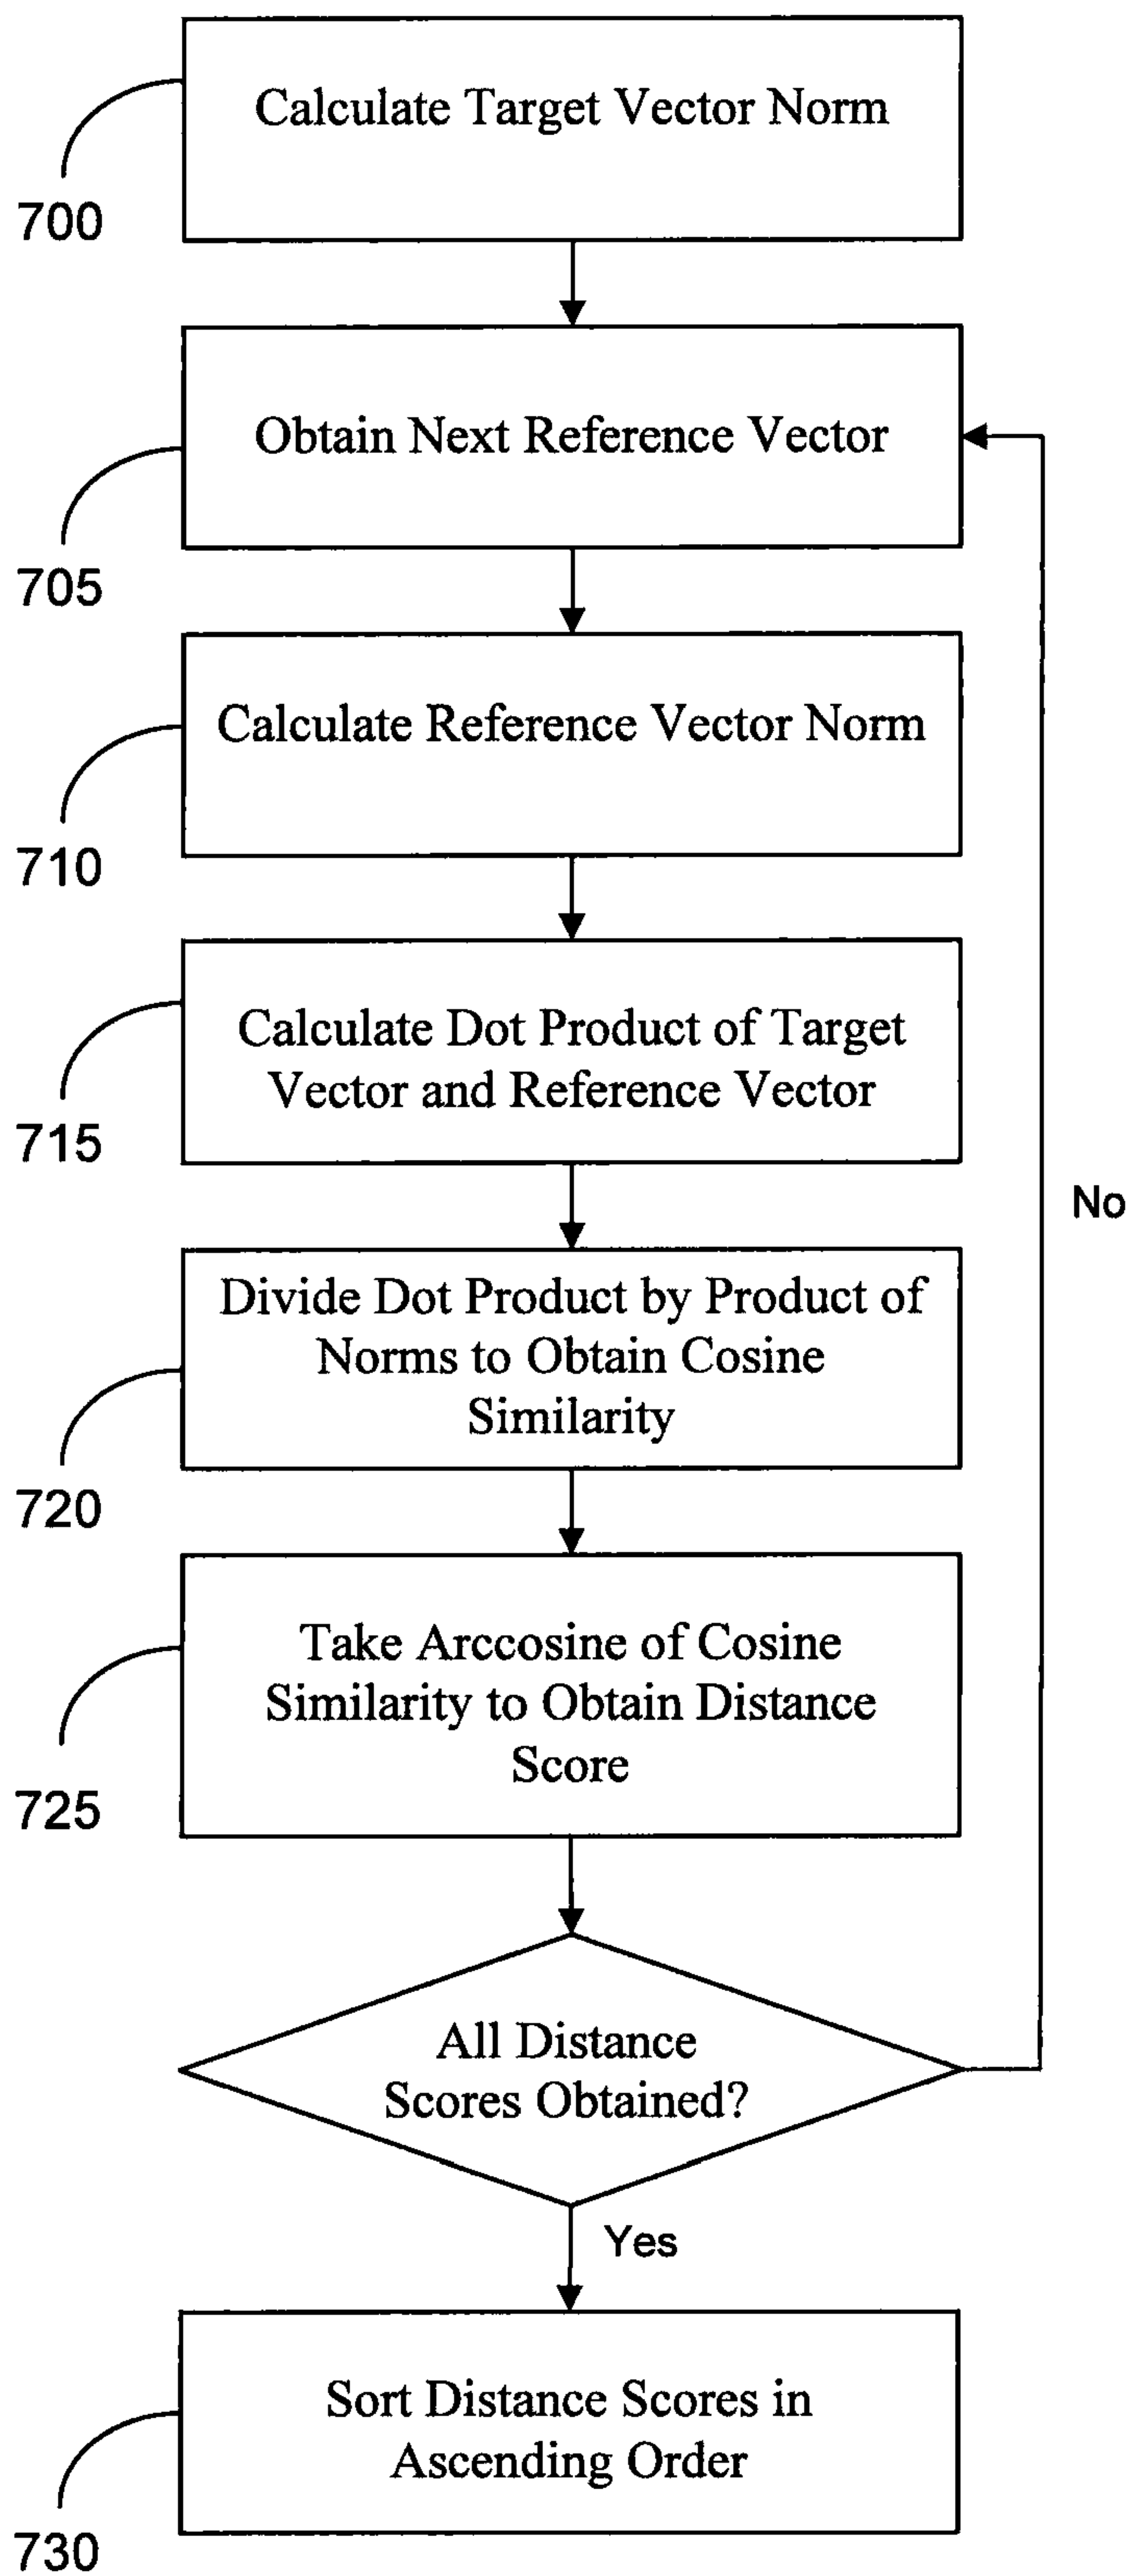 Calculate Target Vector Norm
700
Obtain Next Reference Vector
705
Calculate Reference Vector Norm
710
Calculate Dot Product of Target
Vector and Reference Vector
715
No
Divide Dot Product by Product of
Norms to Obtain Cosine
Similarity
720
Take Arccosine of Cosine
Similarity to Obtain Distance
Score
725
All Distance
Scores Obtained?
Yes
Sort Distance Scores in
Ascending Order
730